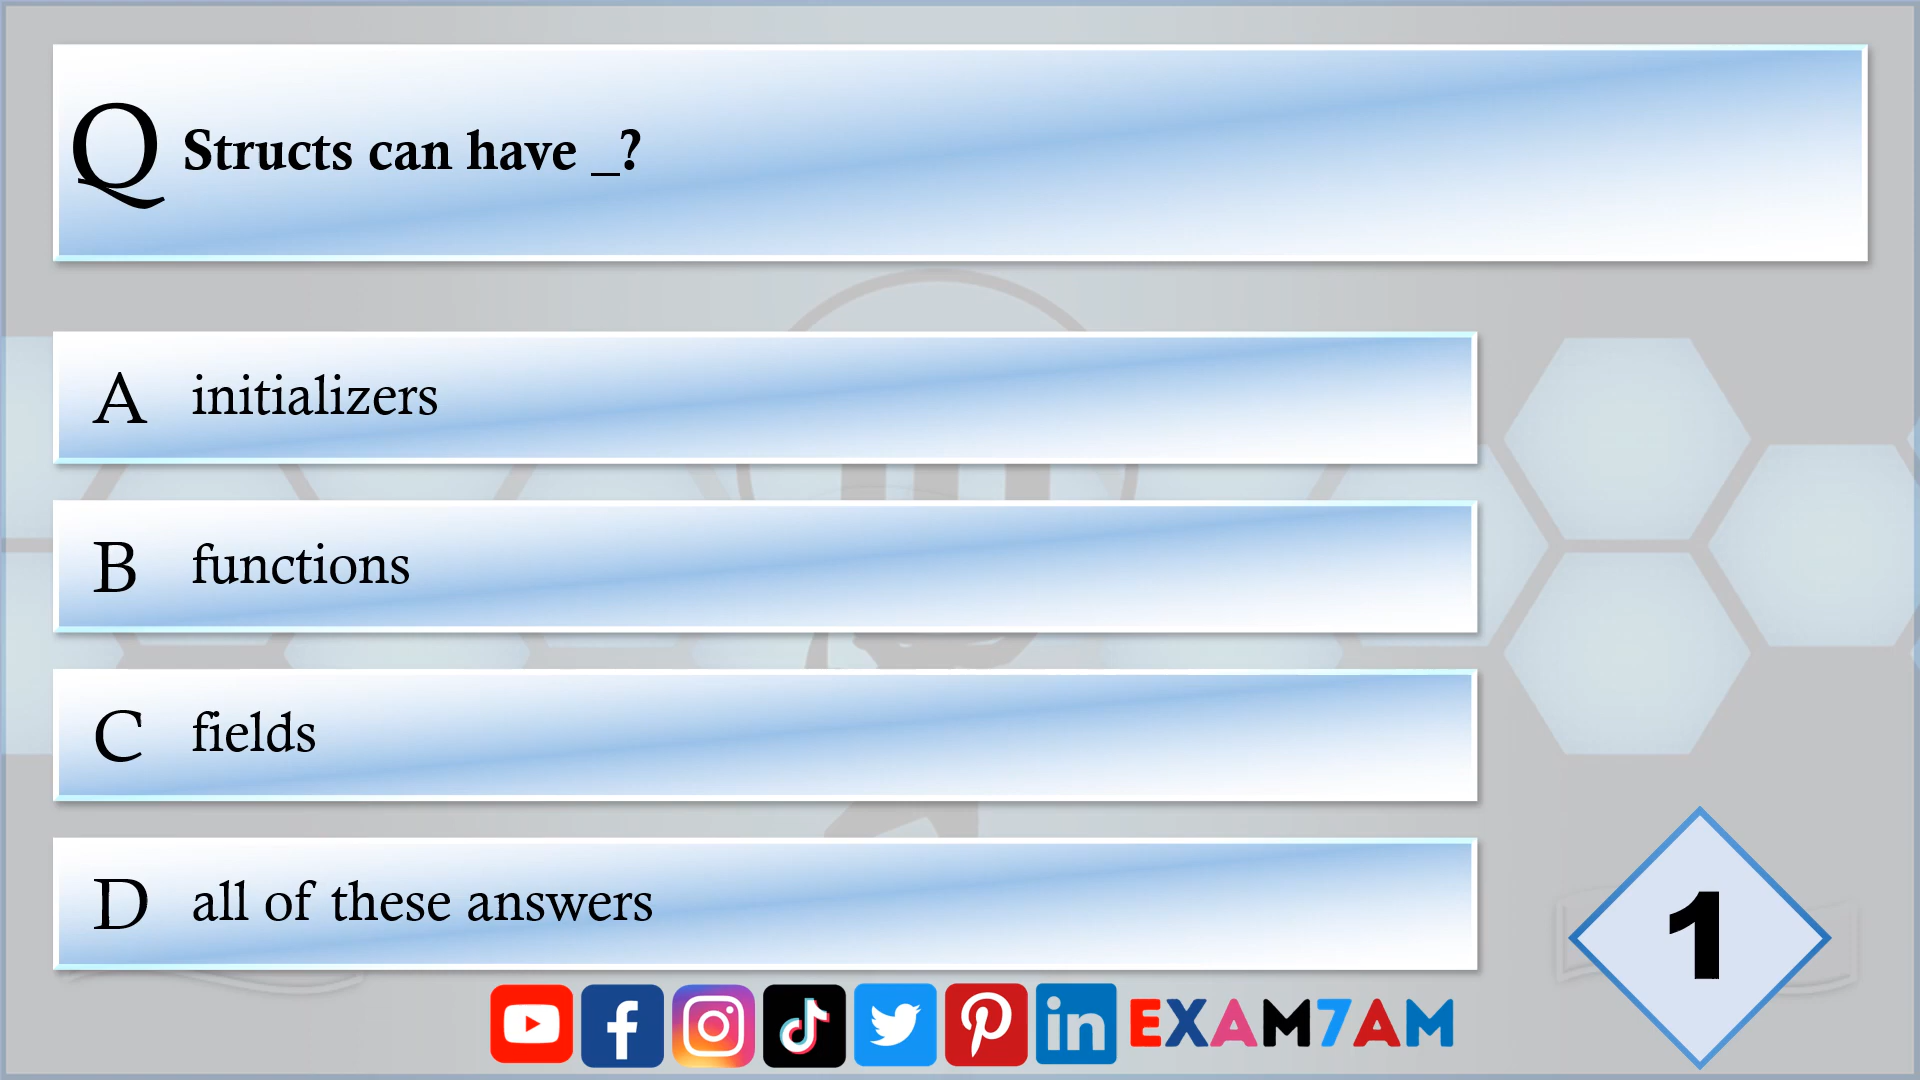 Q Structs can have _?
A initializers
B functions
C fields
D all of these answers
1
EXAM7AM